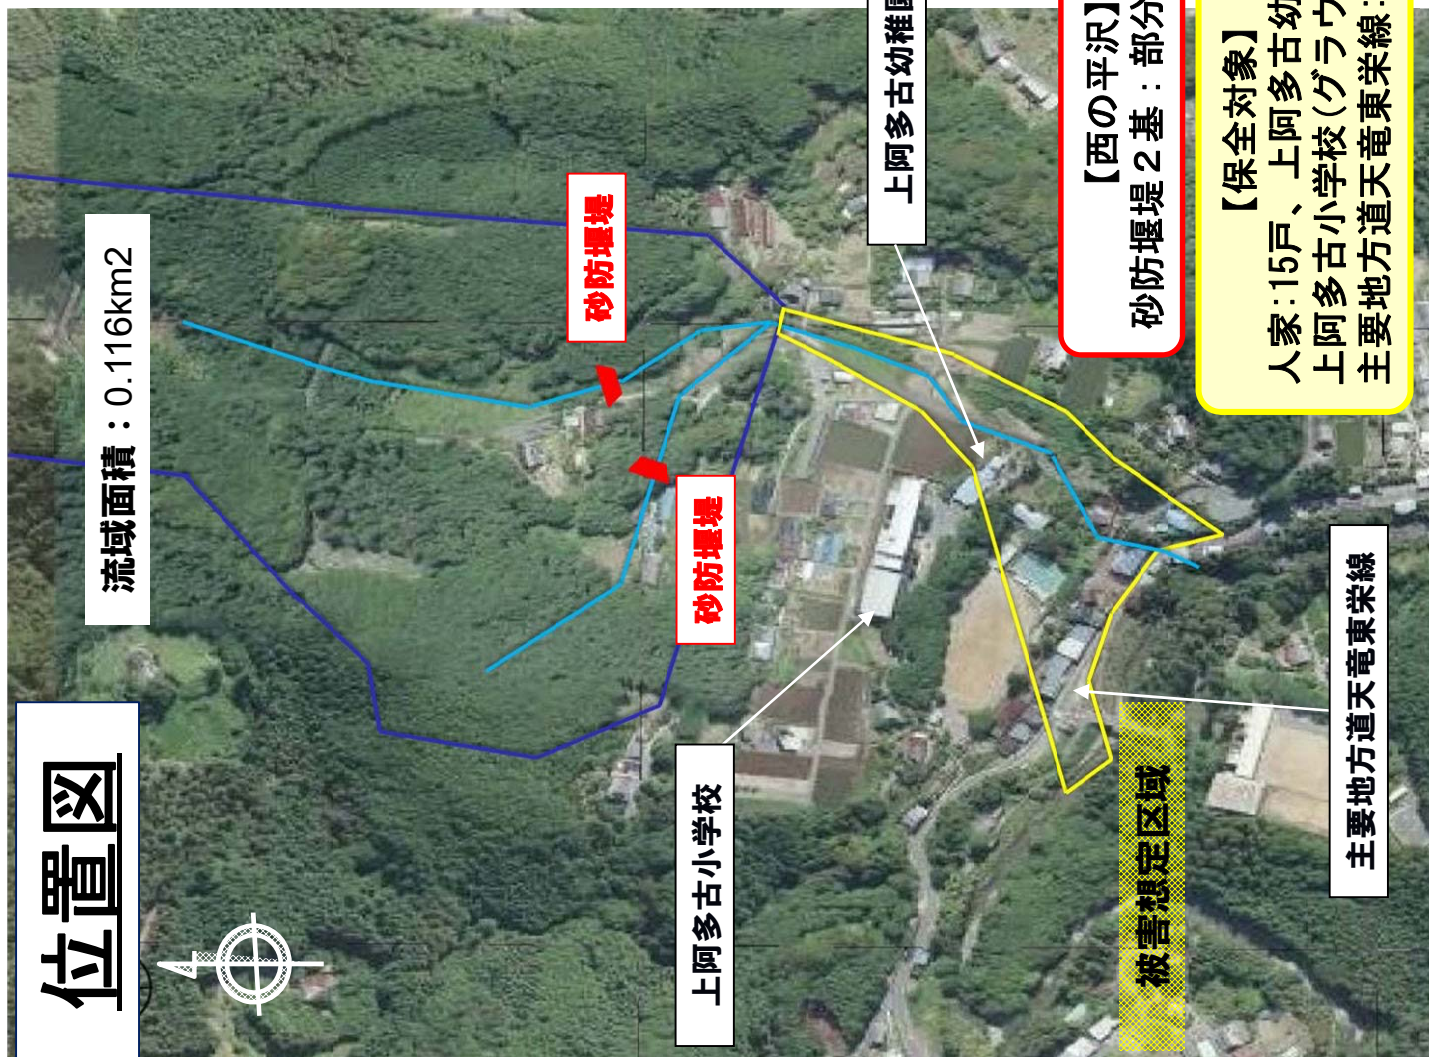 位置図
流域面積：0.116km2
砂防堰堤
砂防堰堤
上阿多古小学校
上阿多古幼稚園
【西の平沢】
砂防堰堤２基：部分
【保全対象】
人家：15戸、上阿多古幼
上阿多古小学校（グラウ
主要地方道天竜東栄線：
被害想定区域
主要地方道天竜東栄線